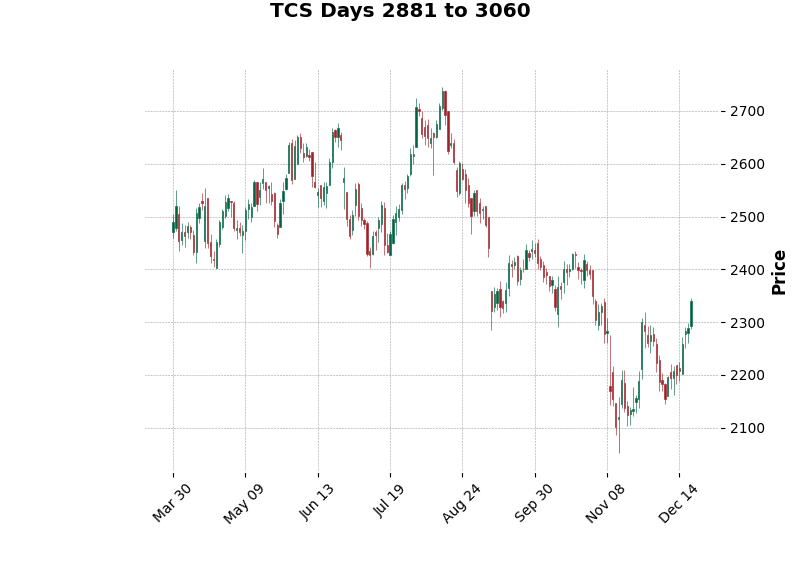 TCS Days 2881 to 3060
2700
2600
2500
2400
2300
2200
2100
Price
Mar 30
May 09
Jun 13
Jul 19
Aug 24
Sep 30
Nov 08
Dec 14